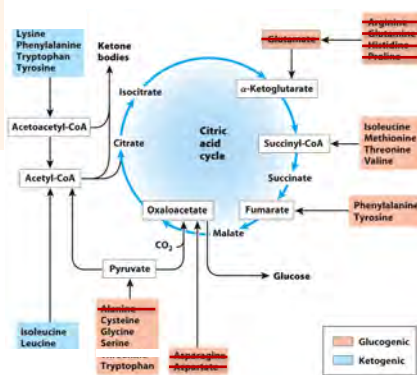 Lysine
Phenylalanine
Tryptophan
Tyrosine
Ketone
bodies
Glutamate
Arginine
Glutamine
Histidine
Proline
Isocitrate
α-Ketoglutarate
Acetoacetyl-CoA
Citrate
Citric
acid
cycle
Succinyl-CoA
Isoleucine
Methionine
Threonine
Valine
Acetyl-CoA
Succinate
Oxaloacetate
Fumarate
Phenylalanine
Tyrosine
Malate
CO2
Pyruvate
Glucose
Isoleucine
Leucine
Alanine
Cysteine
Glycine
Serine
Tryptophan
Asparagine
Aspartate
Glucogenic
Ketogenic